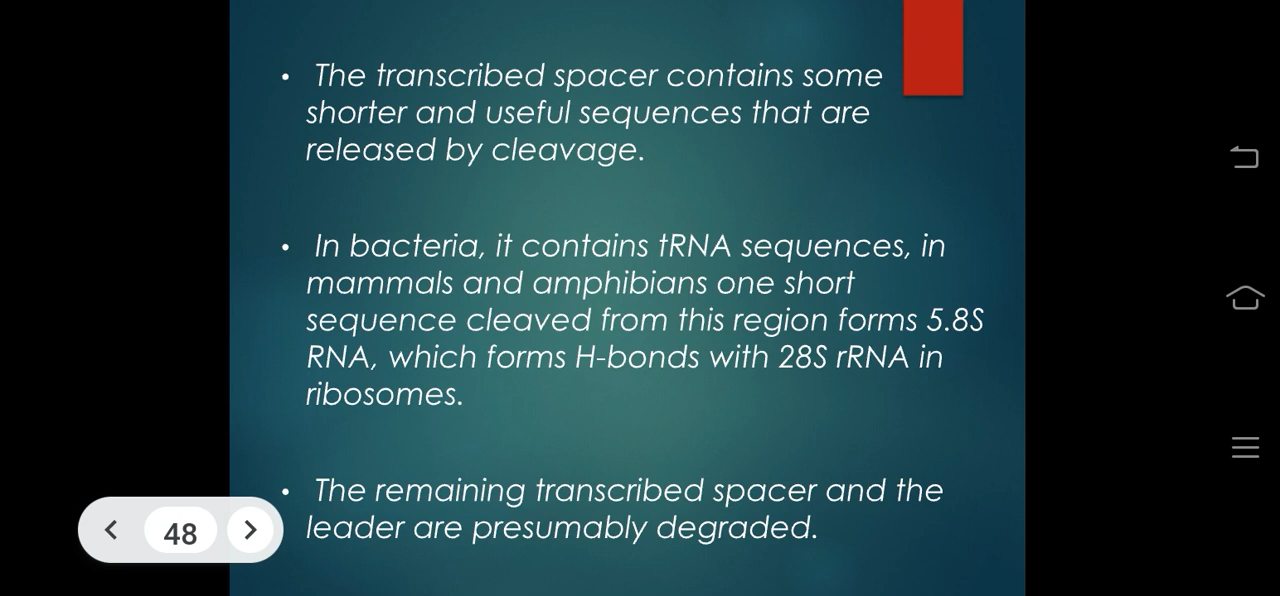 • The transcribed spacer contains some
shorter and useful sequences that are
released by cleavage.
• In bacteria, it contains tRNA sequences, in
mammals and amphibians one short
sequence cleaved from this region forms 5.8S
RNA, which forms H-bonds with 28S rRNA in
ribosomes.
• The remaining transcribed spacer and the
leader are presumably degraded.
48